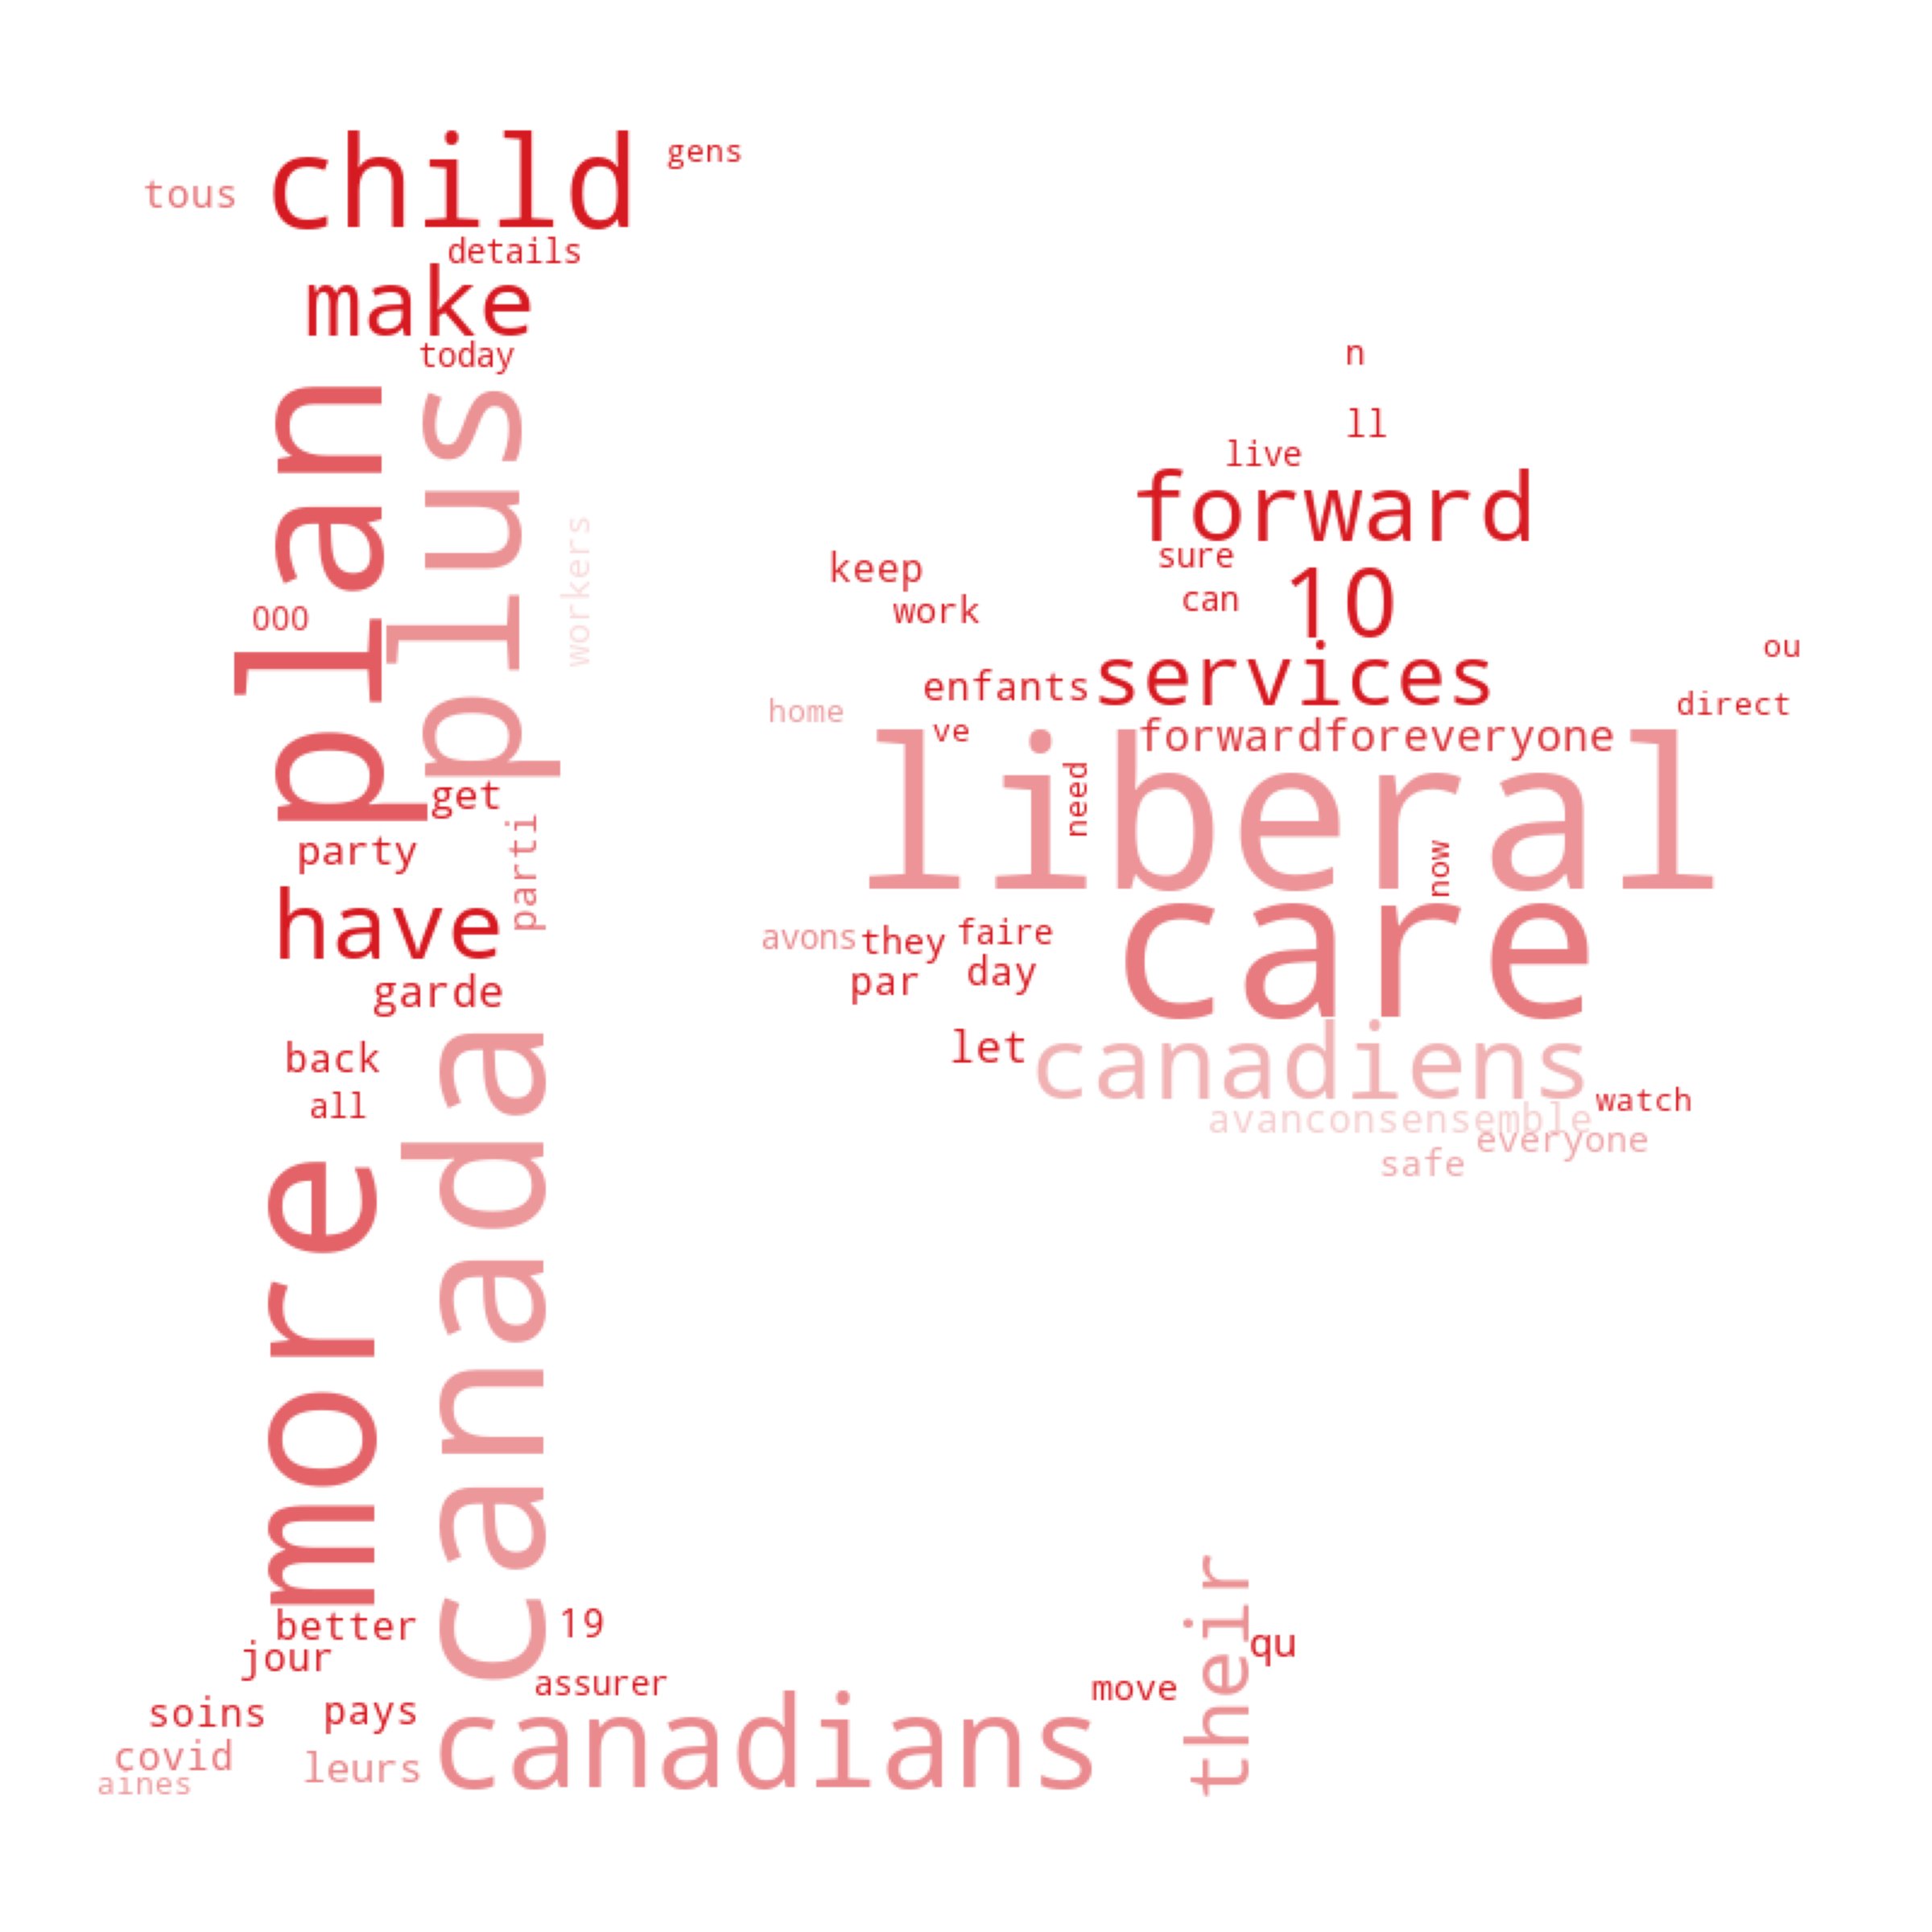 child
gens
tous
details
make
today
plan
plus
workers
000
get
party
parti
have
garde
back
all
more
canada
better
19
jour
assurer
soins
pays
covid
leurs
aines
canadians
move
their
qu
n
ll
live
forward
keep
sure
work
can
10
ou
enfants
services
home
direct
ve
forwardforeveryone
liberal
need
now
care
avons
they
faire
par
day
let
canadiens
watch
avanconsensemble
everyone
safe